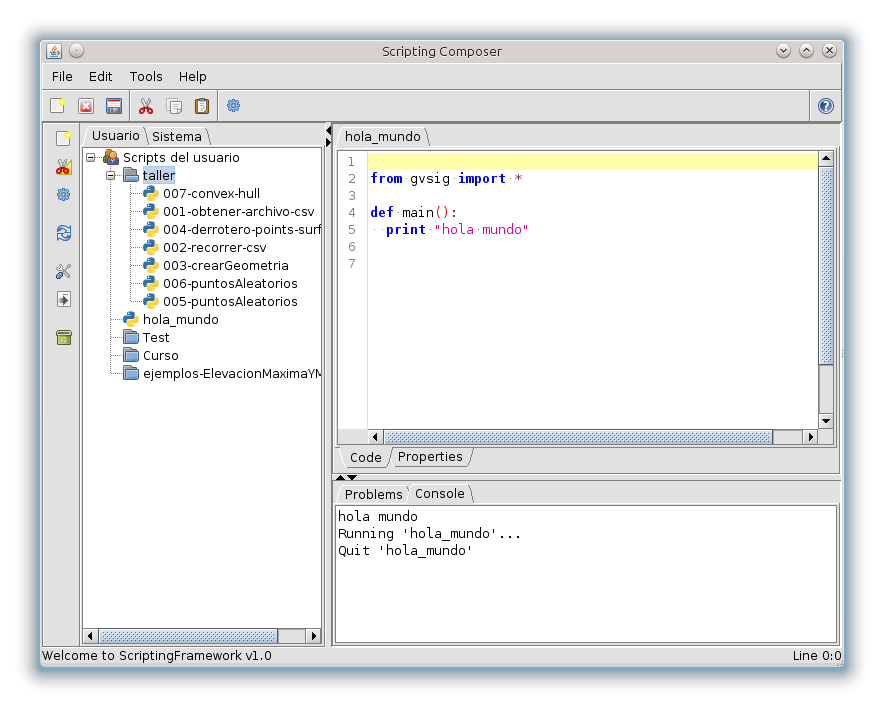 Scripting Composer
File Edit Tools Help
Usuario Sistema
Scripts del usuario
taller
007-convex-hull
001-obtener-archivo-csv
004-derrotero-points-surf
002-recorrer-csv
003-crearGeometria
006-puntosAleatorios
005-puntosAleatorios
hola_mundo
Test
Curso
ejemplos-ElevacionMaximaYM
hola_mundo
1
2 from gvsig import *
3
4 def main():
5   print "hola mundo"
6
7
Code Properties
Problems Console
hola mundo
Running 'hola_mundo'...
Quit 'hola_mundo'
Welcome to ScriptingFramework v1.0
Line 0:0